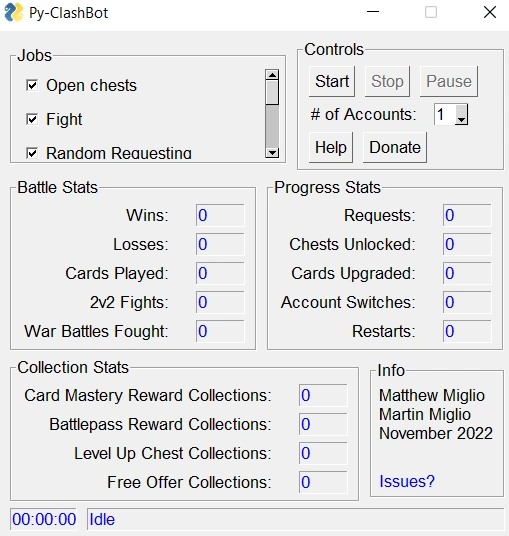 Py-ClashBot
Jobs
Open chests
Fight
Random Requesting
Controls
Start Stop Pause
# of Accounts: 1
Help Donate
Battle Stats
Wins: 0
Losses: 0
Cards Played: 0
2v2 Fights: 0
War Battles Fought: 0
Progress Stats
Requests: 0
Chests Unlocked: 0
Cards Upgraded: 0
Account Switches: 0
Restarts: 0
Collection Stats
Card Mastery Reward Collections: 0
Battlepass Reward Collections: 0
Level Up Chest Collections: 0
Free Offer Collections: 0
Info
Matthew Miglio
Martin Miglio
November 2022
Issues?
00:00:00 Idle